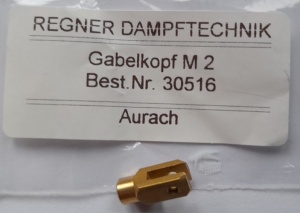 REGNER DAMPFTECHNIK
Gabelkopf M 2
Best.Nr. 30516
Aurach